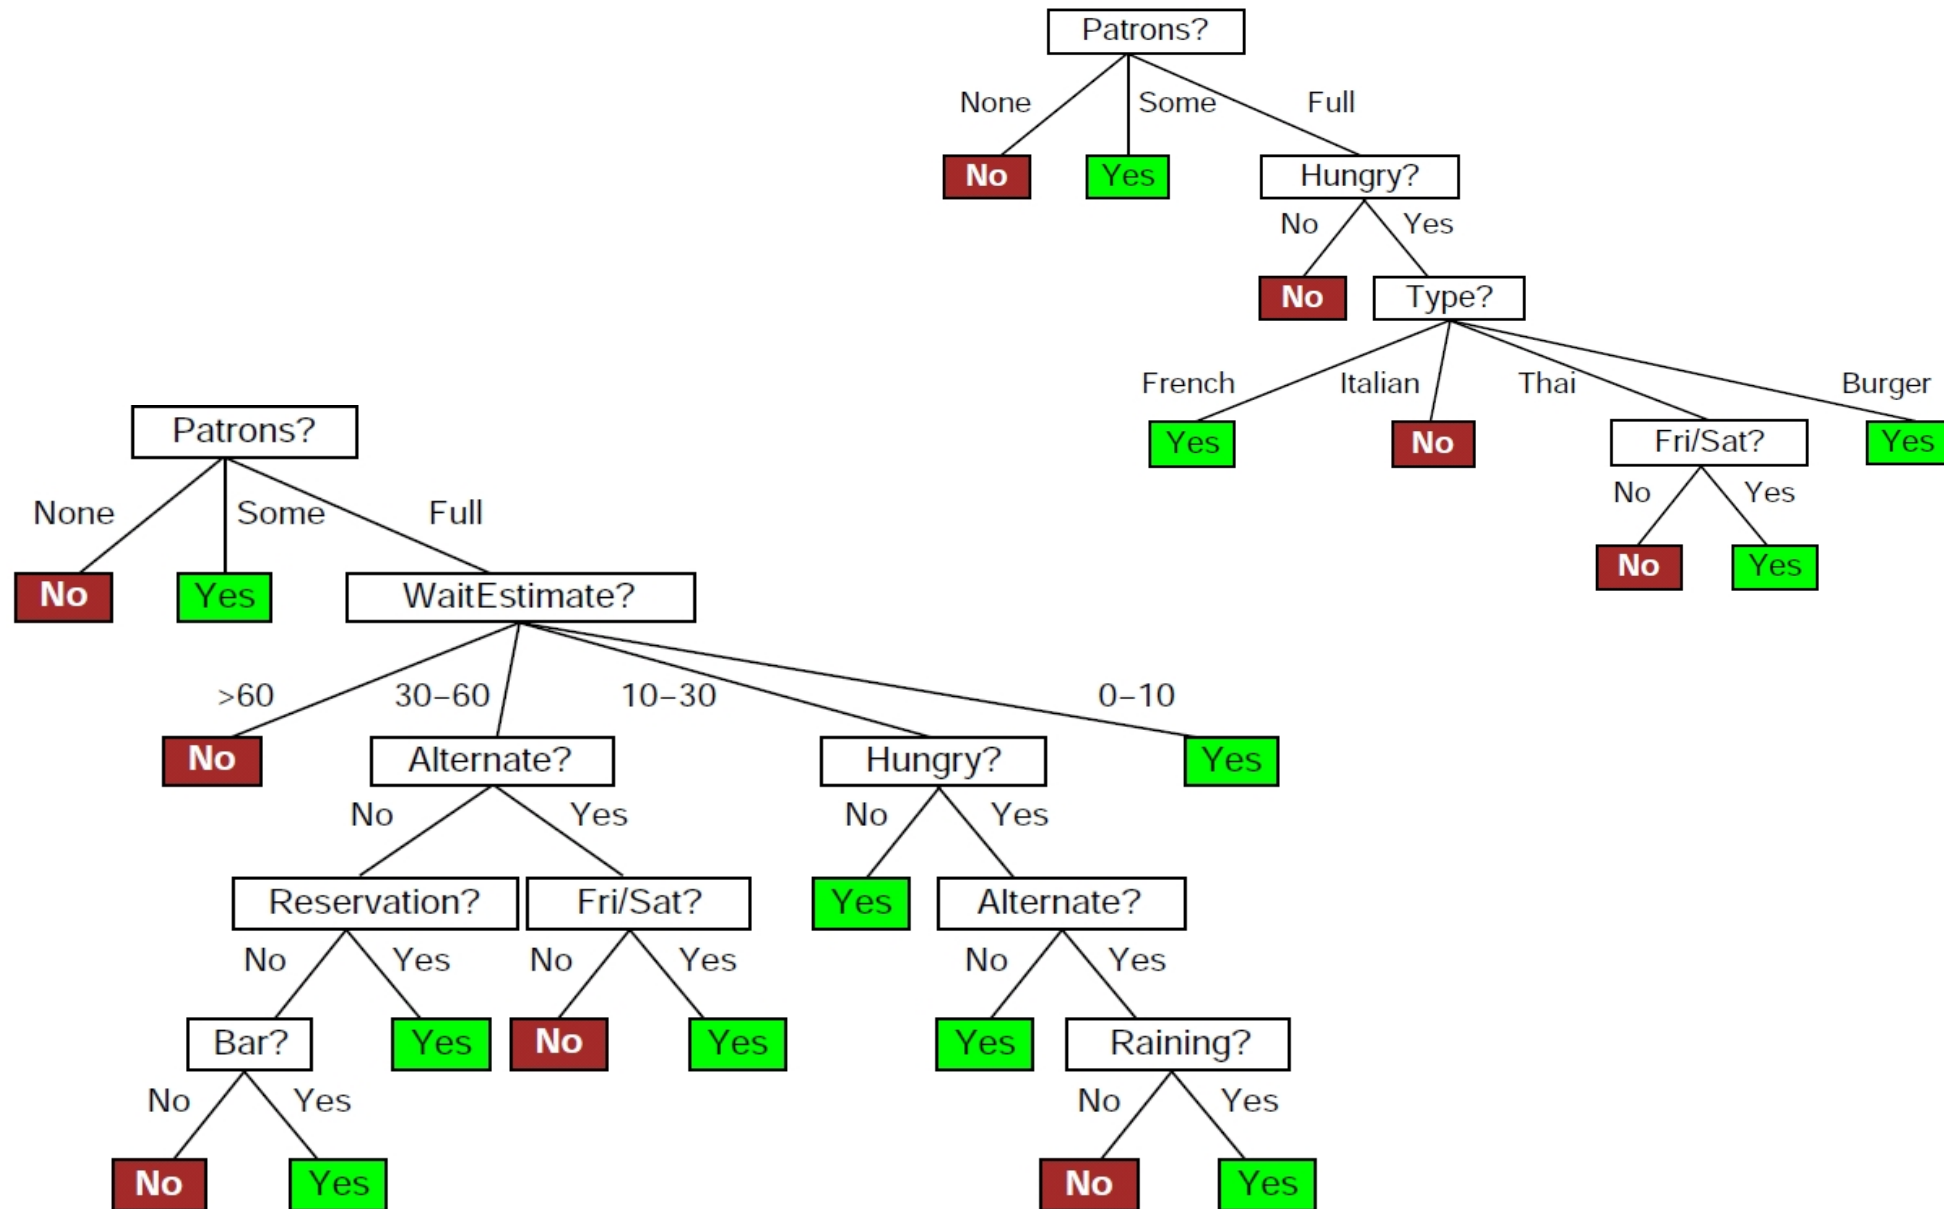 Patrons?
None Some Full
No Yes Hungry?
No Yes
No Type?
French Italian Thai Burger
Yes No Fri/Sat? Yes
No Yes
No Yes
Patrons?
None Some Full
No Yes WaitEstimate?
>60 30–60 10–30 0–10
No Alternate? Hungry? Yes
No Yes No Yes
Reservation? Fri/Sat? Yes Alternate?
No Yes No Yes No Yes
Bar? Yes No Yes Yes Raining?
No Yes No Yes
No Yes No Yes